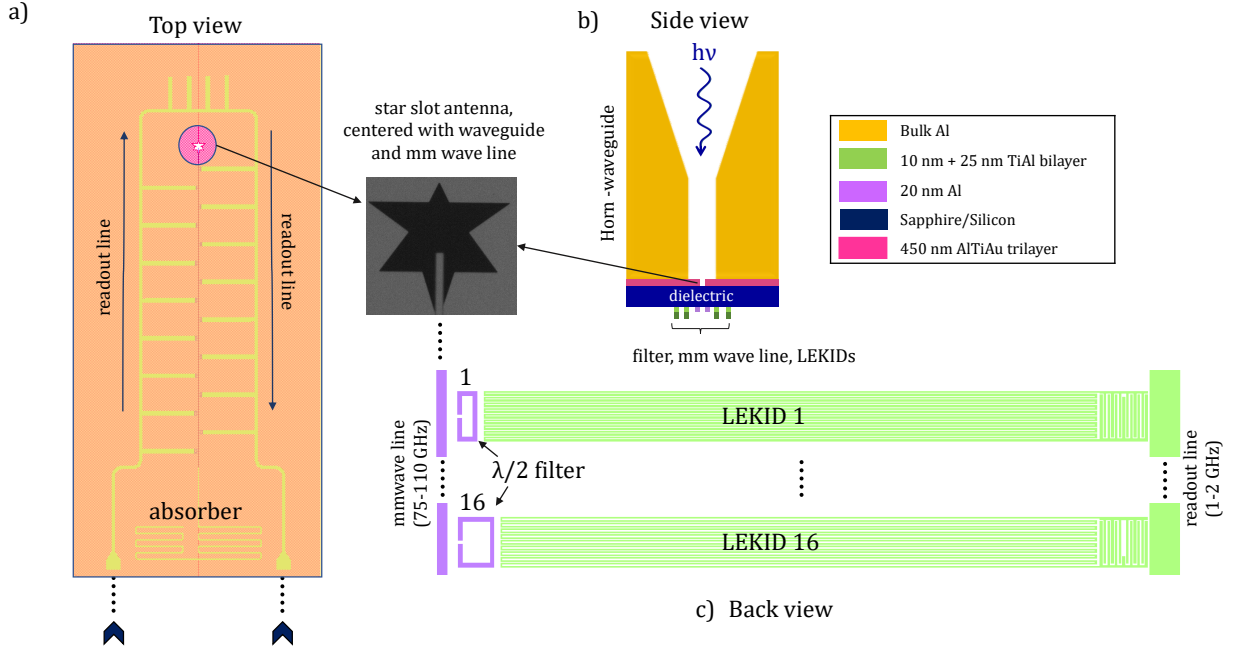 a)
Top view
readout line
readout line
absorber
star slot antenna,
centered with waveguide
and mm wave line
b)
Side view
hν
Horn -waveguide
dielectric
filter, mm wave line, LEKIDs
Bulk Al
10 nm + 25 nm TiAl bilayer
20 nm Al
Sapphire/Silicon
450 nm AlTiAu trilayer
1
LEKID 1
λ/2 filter
mmwave line
(75-110 GHz)
16
LEKID 16
readout line
(1-2 GHz)
c) Back view